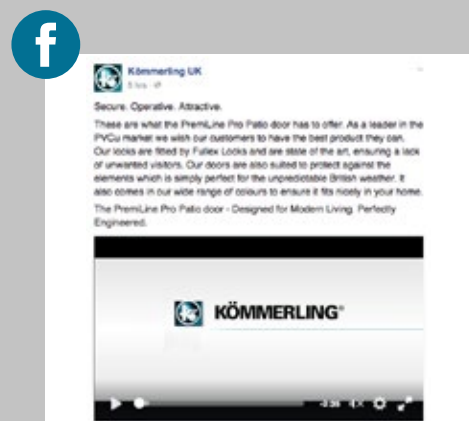 f
Kömmerling UK
5 hrs ·
Secure. Operative. Attractive.
These are what the PremiLine Pro Patio door has to offer. As a leader in the
PVCu market we wish our customers to have the best product they can.
Our locks are fitted by Fullex Locks and are state of the art, ensuring a lack
of unwanted visitors. Our doors are also suited to protect against the
elements which is simply perfect for the unpredictable British weather. It
also comes in our wide range of colours to ensure it fits nicely in your home.
The PremiLine Pro Patio door - Designed for Modern Living. Perfectly
Engineered.
KÖMMERLING®